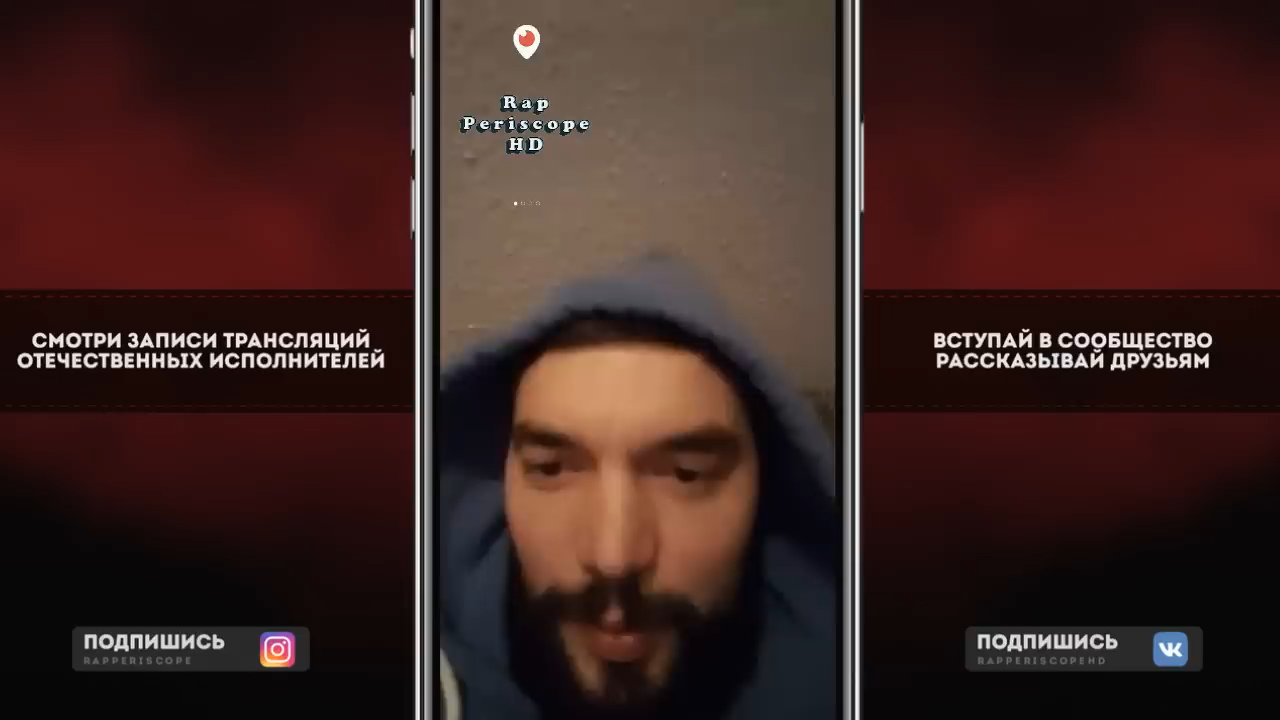 Rap
Periscope
HD
СМОТРИ ЗАПИСИ ТРАНСЛЯЦИЙ
ОТЕЧЕСТВЕННЫХ ИСПОЛНИТЕЛЕЙ
ВСТУПАЙ В СООБЩЕСТВО
РАССКАЗЫВАЙ ДРУЗЬЯМ
ПОДПИШИСЬ
RAPPERISCOPE
ПОДПИШИСЬ
RAPPERISCOPEHD